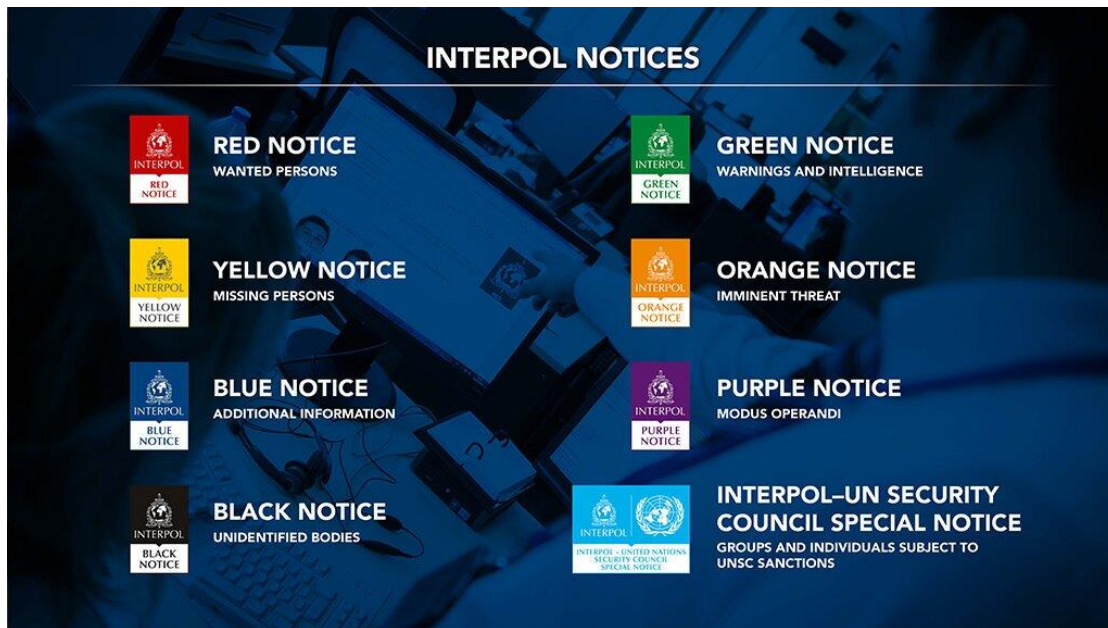 INTERPOL NOTICES
INTERPOL
RED
NOTICE
RED NOTICE
WANTED PERSONS
INTERPOL
YELLOW
NOTICE
YELLOW NOTICE
MISSING PERSONS
INTERPOL
BLUE
NOTICE
BLUE NOTICE
ADDITIONAL INFORMATION
INTERPOL
BLACK
NOTICE
BLACK NOTICE
UNIDENTIFIED BODIES
INTERPOL
GREEN
NOTICE
GREEN NOTICE
WARNINGS AND INTELLIGENCE
INTERPOL
ORANGE
NOTICE
ORANGE NOTICE
IMMINENT THREAT
INTERPOL
PURPLE
NOTICE
PURPLE NOTICE
MODUS OPERANDI
INTERPOL
INTERPOL - UNITED NATIONS
SECURITY COUNCIL
SPECIAL NOTICE
INTERPOL–UN SECURITY
COUNCIL SPECIAL NOTICE
GROUPS AND INDIVIDUALS SUBJECT TO
UNSC SANCTIONS